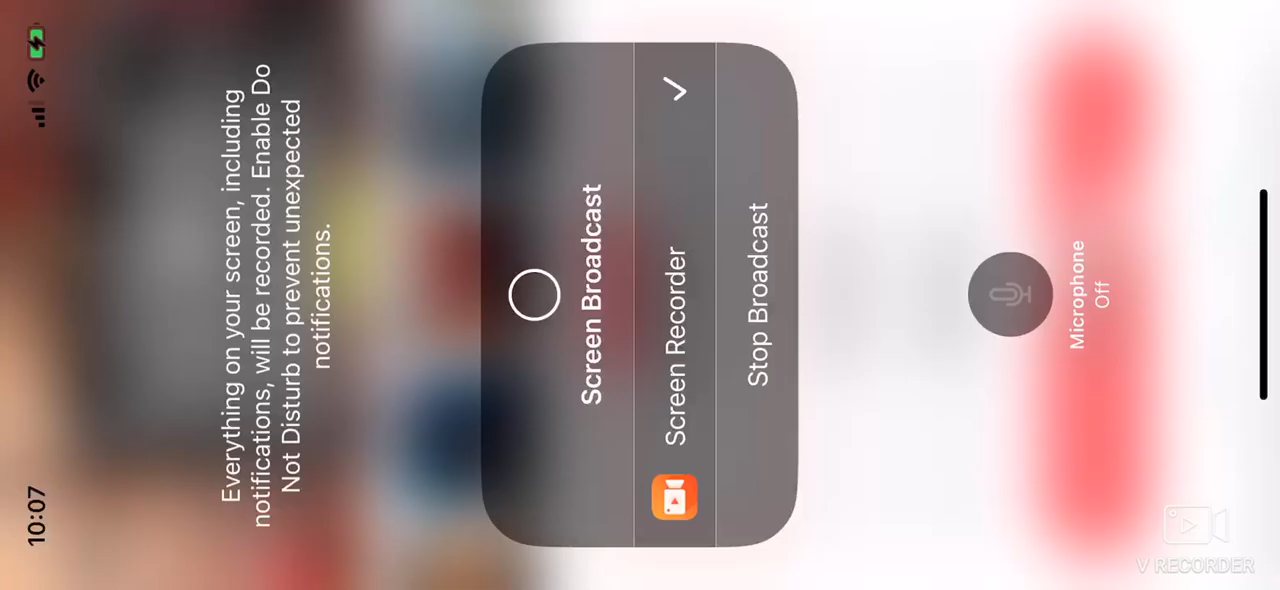 10:07
Everything on your screen, including
notifications, will be recorded. Enable Do
Not Disturb to prevent unexpected
notifications.
Screen Broadcast
Screen Recorder
Stop Broadcast
Microphone
Off
V RECORDER